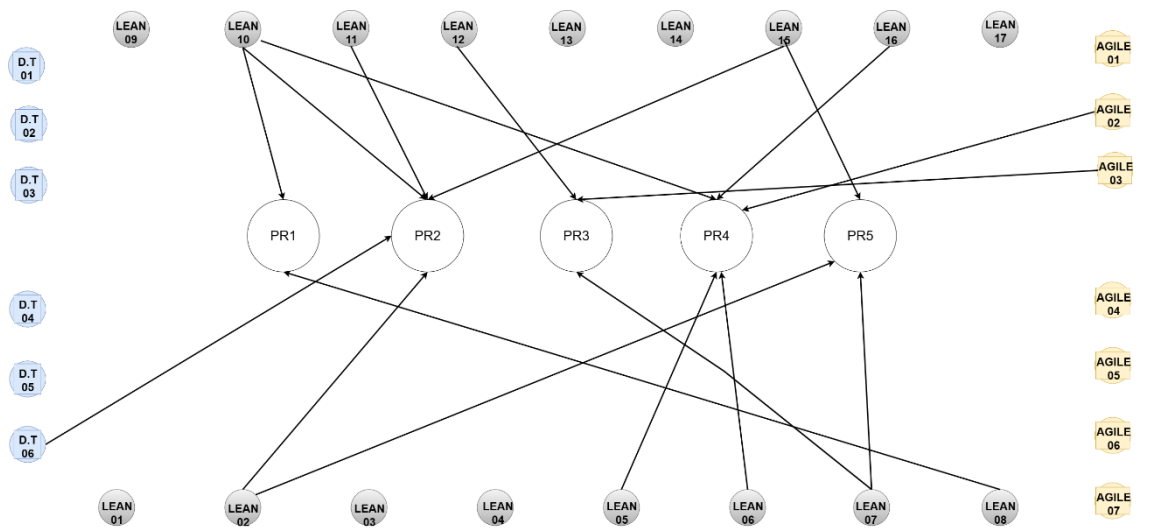 LEAN
09
LEAN
10
LEAN
11
LEAN
12
LEAN
13
LEAN
14
LEAN
15
LEAN
16
LEAN
17
D.T
01
D.T
02
D.T
03
AGILE
01
AGILE
02
AGILE
03
PR1
PR2
PR3
PR4
PR5
D.T
04
D.T
05
D.T
06
AGILE
04
AGILE
05
AGILE
06
AGILE
07
LEAN
01
LEAN
02
LEAN
03
LEAN
04
LEAN
05
LEAN
06
LEAN
07
LEAN
08